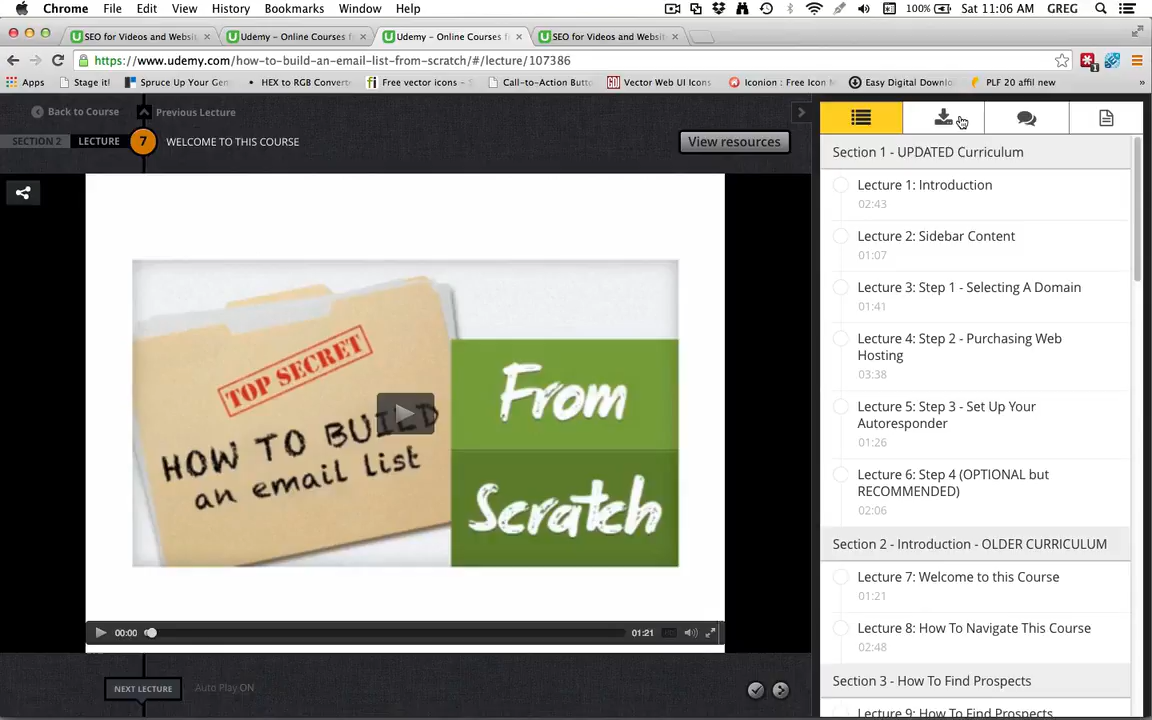 Chrome File Edit View History Bookmarks Window Help 100% Sat 11:06 AM GREG
SEO for Videos and Websit Udemy – Online Courses f Udemy – Online Courses f SEO for Videos and Websit
https://www.udemy.com/how-to-build-an-email-list-from-scratch/#/lecture/107386
Apps Stage it! Spruce Up Your Gen HEX to RGB Convert Free vector icons – S Call-to-Action Butto Vector Web UI Icons Iconion : Free Icon M Easy Digital Downlo PLF 20 affil new »
Back to Course Previous Lecture
SECTION 2 LECTURE 7 WELCOME TO THIS COURSE
View resources
TOP SECRET
HOW TO BUILD
an email list
From
Scratch
00:00 01:21
NEXT LECTURE Auto Play ON
Section 1 - UPDATED Curriculum
Lecture 1: Introduction
02:43
Lecture 2: Sidebar Content
01:07
Lecture 3: Step 1 - Selecting A Domain
01:41
Lecture 4: Step 2 - Purchasing Web
Hosting
03:38
Lecture 5: Step 3 - Set Up Your
Autoresponder
01:26
Lecture 6: Step 4 (OPTIONAL but
RECOMMENDED)
02:06
Section 2 - Introduction - OLDER CURRICULUM
Lecture 7: Welcome to this Course
01:21
Lecture 8: How To Navigate This Course
02:48
Section 3 - How To Find Prospects
Lecture 9: How To Find Prospects